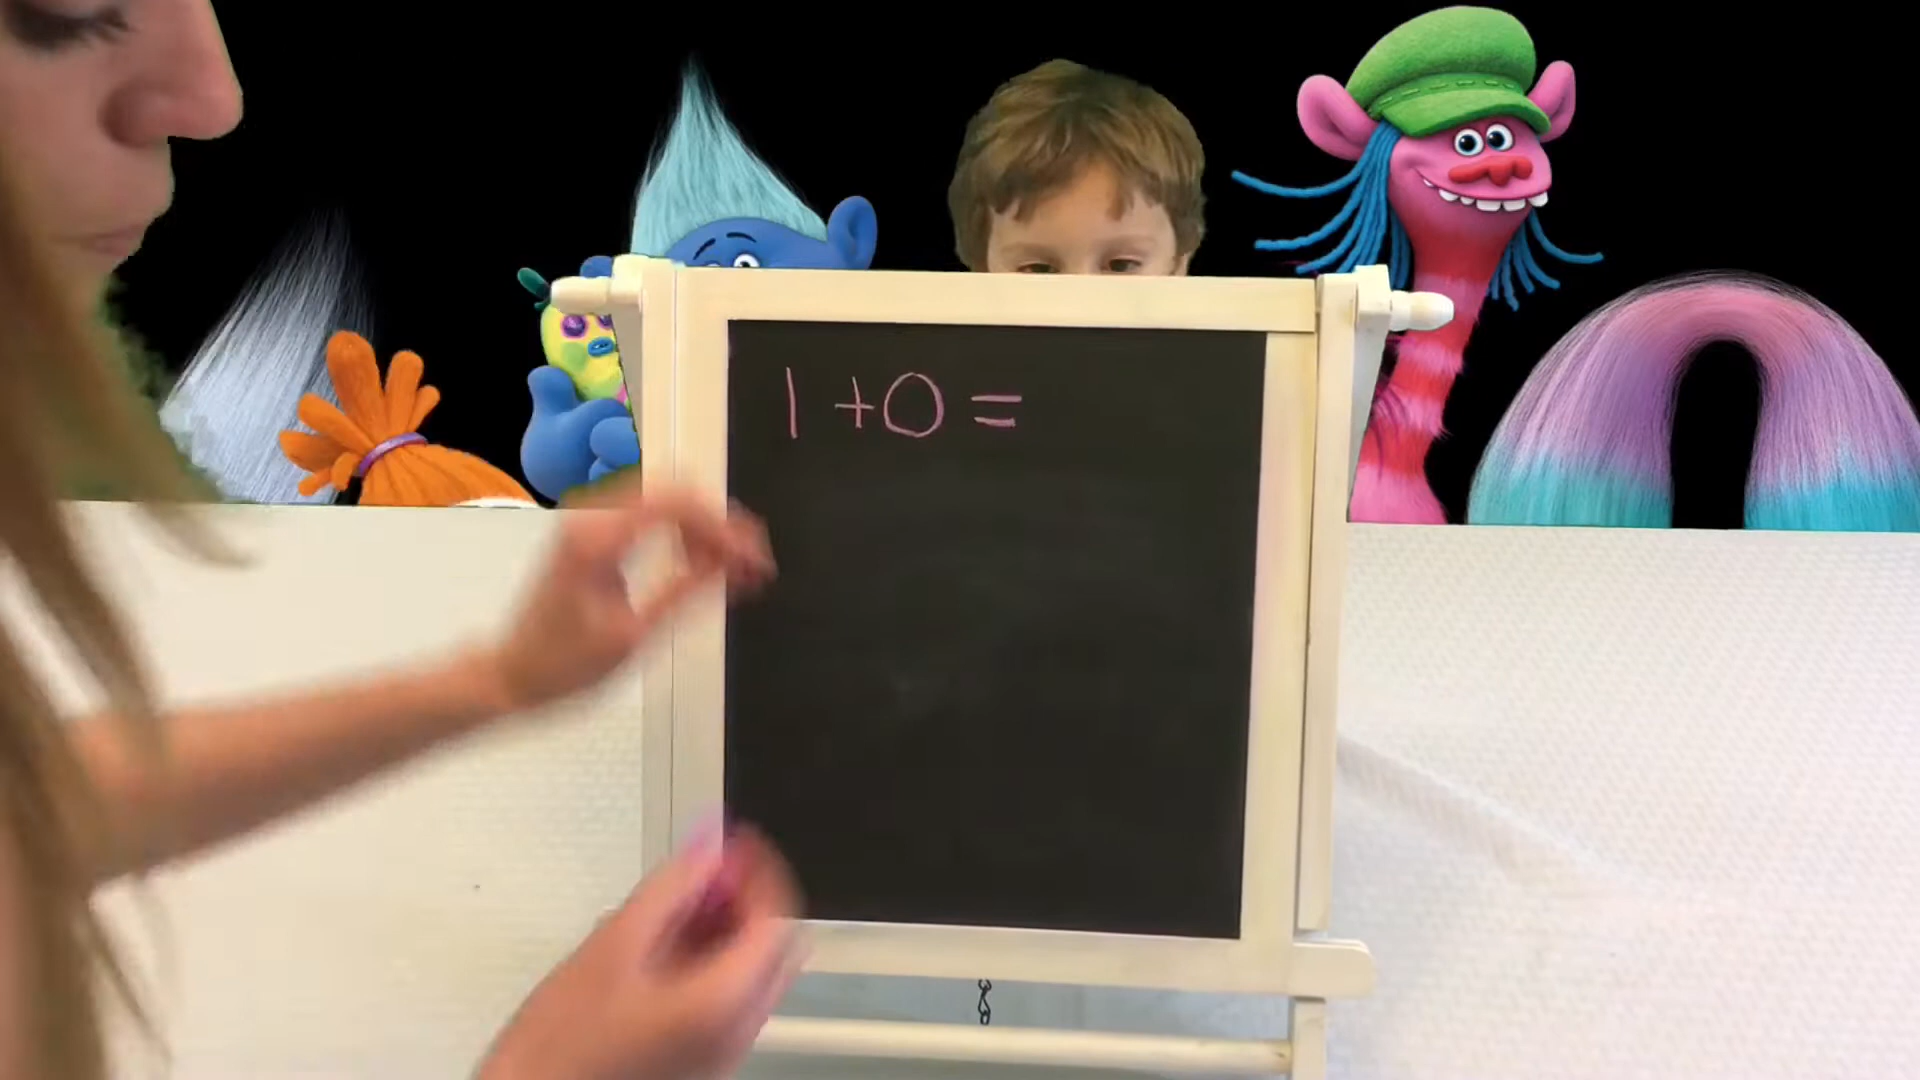 1 + 0 =